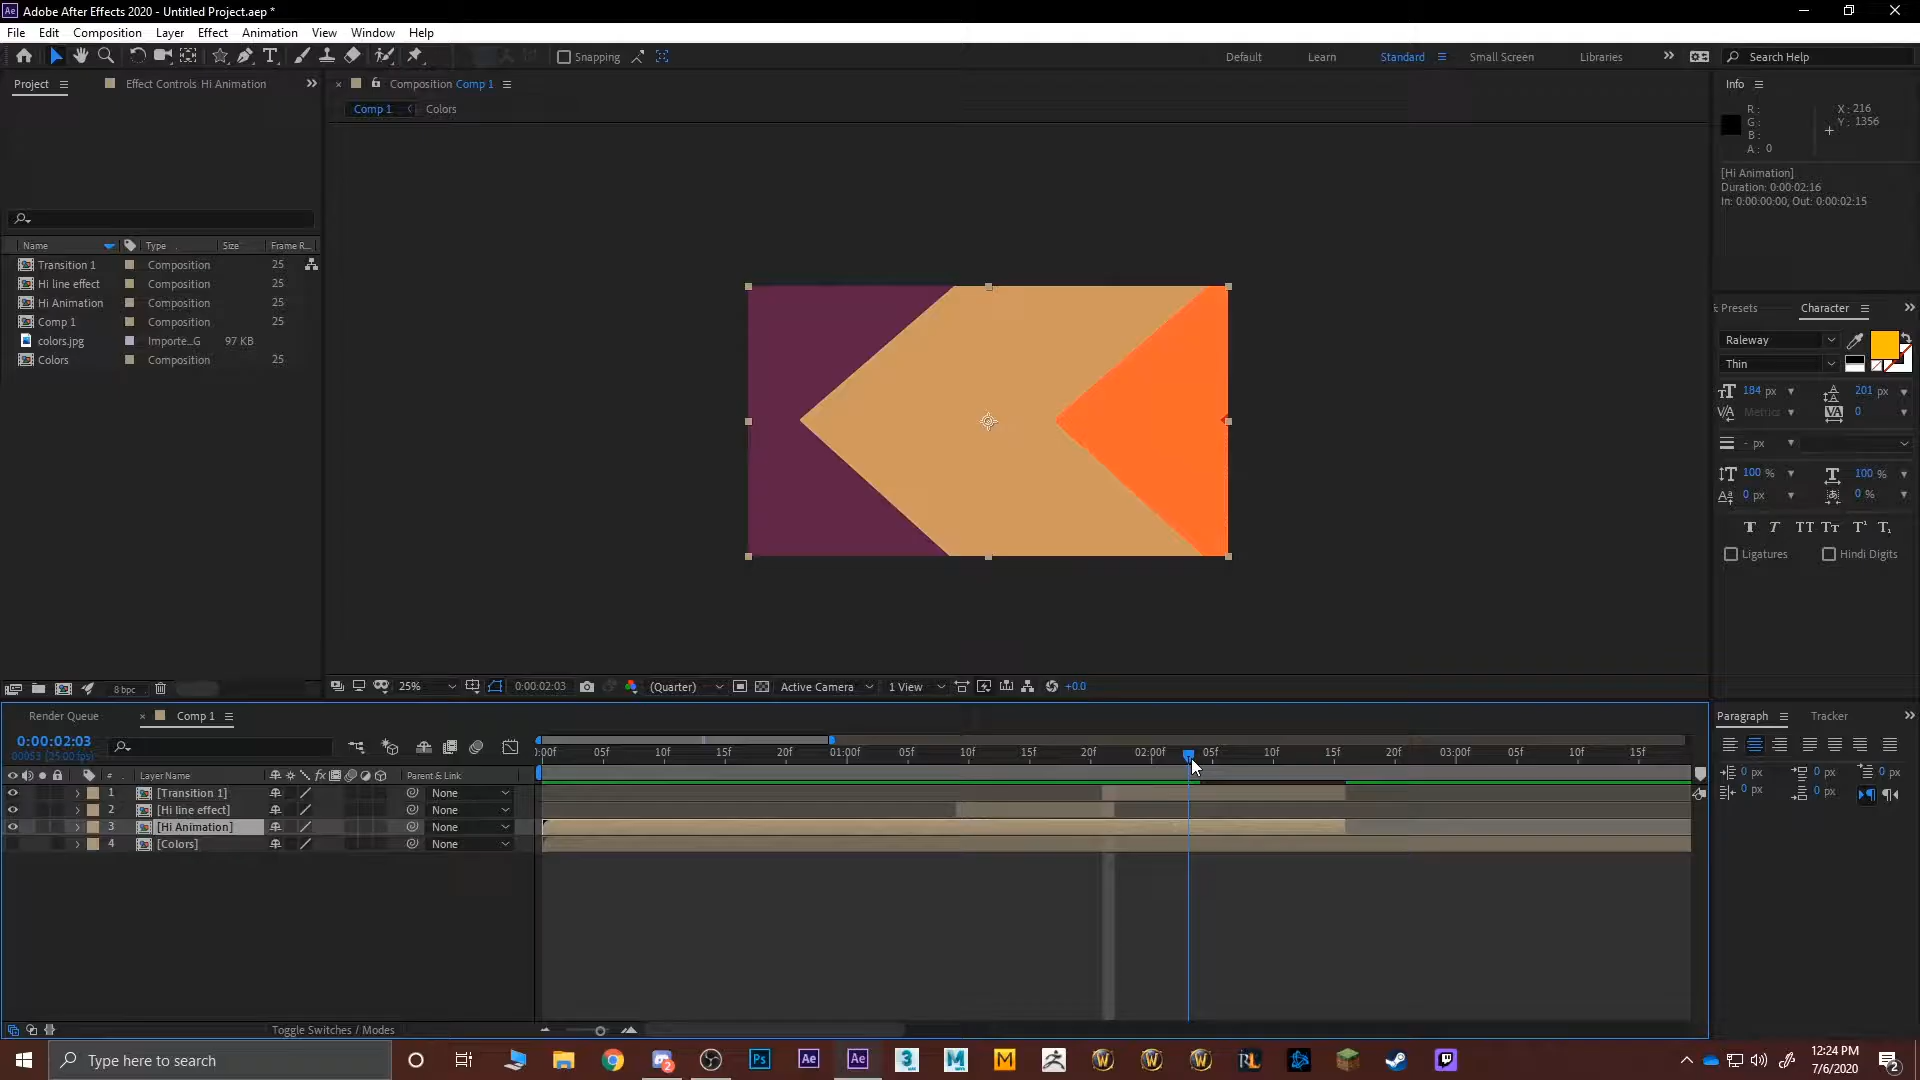 Adobe After Effects 2020 - Untitled Project.aep *
File Edit Composition Layer Effect Animation View Window Help
Snapping
Default Learn Standard Small Screen Libraries Search Help
Project Effect Controls Hi Animation
Composition Comp 1
Comp 1 Colors
Info
R :
G :
B :
A : 0
X : 216
Y : 1356
[Hi Animation]
Duration: 0:00:02:16
In: 0:00:00:00, Out: 0:00:02:15
Name Type Size Frame R...
Transition 1 Composition 25
Hi line effect Composition 25
Hi Animation Composition 25
Comp 1 Composition 25
colors.jpg Importe...G 97 KB
Colors Composition 25
Presets Character
Raleway
Thin
184 px 201 px
Metrics 0
- px
100 % 100 %
0 px 0 %
Ligatures Hindi Digits
8 bpc
25% 0:00:02:03 (Quarter) Active Camera 1 View +0.0
Render Queue Comp 1
0:00:02:03
00053 (25.00 fps)
):00f 05f 10f 15f 20f 01:00f 05f 10f 15f 20f 02:00f 05f 10f 15f 20f 03:00f 05f 10f 15f
# Layer Name Parent & Link
1 [Transition 1] None
2 [Hi line effect] None
3 [Hi Animation] None
4 [Colors] None
Toggle Switches / Modes
Paragraph Tracker
0 px 0 px 0 px
0 px 0 px
Type here to search
12:24 PM
7/6/2020